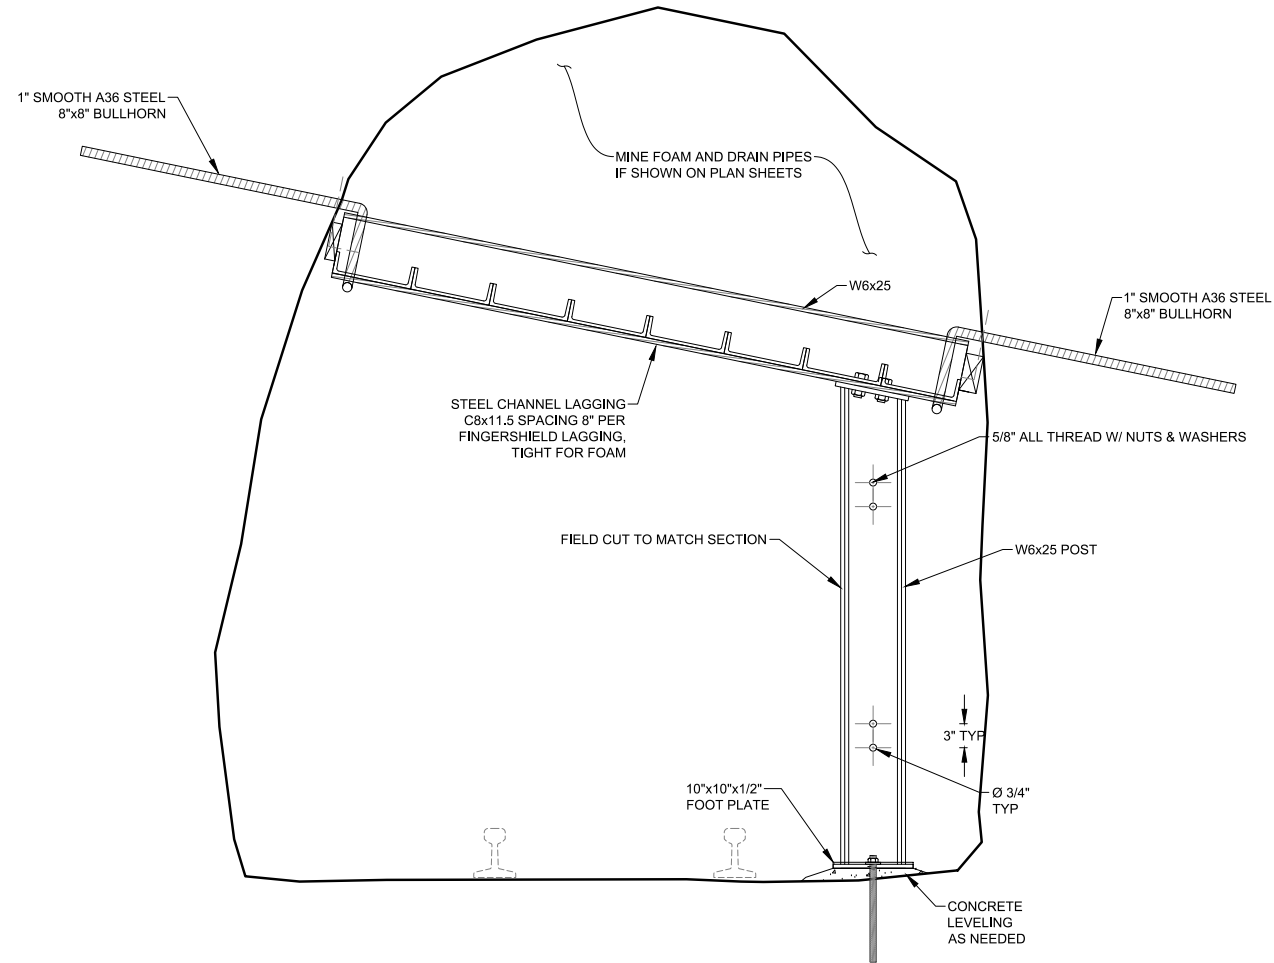 1" SMOOTH A36 STEEL
8"x8" BULLHORN
MINE FOAM AND DRAIN PIPES
IF SHOWN ON PLAN SHEETS
W6x25
1" SMOOTH A36 STEEL
8"x8" BULLHORN
STEEL CHANNEL LAGGING
C8x11.5 SPACING 8" PER
FINGERSHIELD LAGGING,
TIGHT FOR FOAM
5/8" ALL THREAD W/ NUTS & WASHERS
FIELD CUT TO MATCH SECTION
W6x25 POST
3" TYP
10"x10"x1/2"
FOOT PLATE
Ø 3/4"
TYP
CONCRETE
LEVELING
AS NEEDED